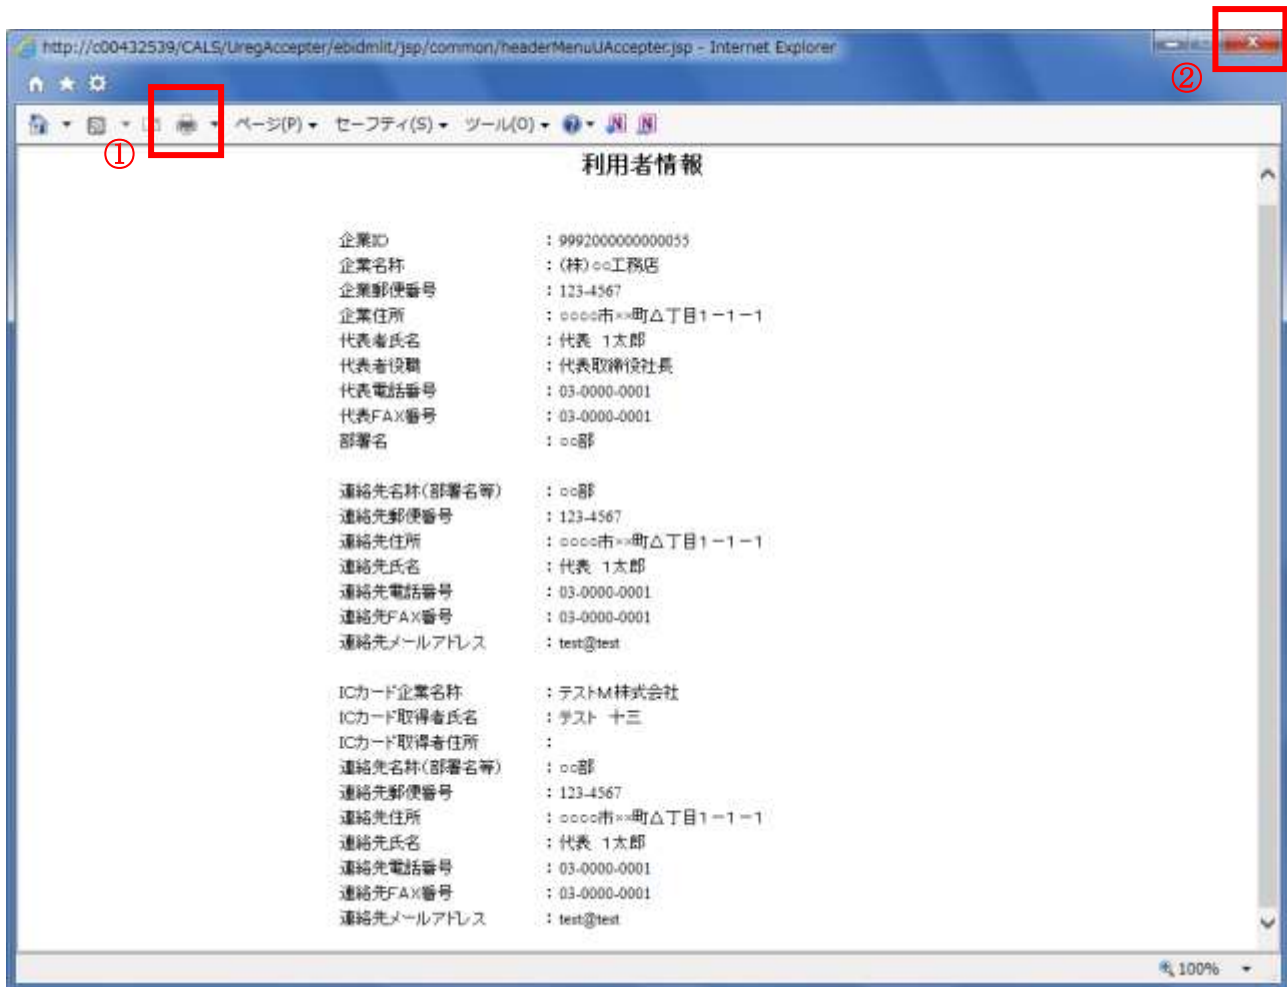 http://c00432539/CALS/UregAccepter/ebidmlit/jsp/common/headerMenuUAccepter.jsp - Internet Explorer
②
ページ(P) セーフティ(S) ツール(O)
①
利用者情報
企業ID : 9992000000000055
企業名称 : (株)○○工務店
企業郵便番号 : 123-4567
企業住所 : ○○○○市××町△丁目1-1-1
代表者氏名 : 代表 1太郎
代表者役職 : 代表取締役社長
代表電話番号 : 03-0000-0001
代表FAX番号 : 03-0000-0001
部署名 : ○○部
連絡先名称(部署名等) : ○○部
連絡先郵便番号 : 123-4567
連絡先住所 : ○○○○市××町△丁目1-1-1
連絡先氏名 : 代表 1太郎
連絡先電話番号 : 03-0000-0001
連絡先FAX番号 : 03-0000-0001
連絡先メールアドレス : test@test
ICカード企業名称 : テストM株式会社
ICカード取得者氏名 : テスト 十三
ICカード取得者住所 :
連絡先名称(部署名等) : ○○部
連絡先郵便番号 : 123-4567
連絡先住所 : ○○○○市××町△丁目1-1-1
連絡先氏名 : 代表 1太郎
連絡先電話番号 : 03-0000-0001
連絡先FAX番号 : 03-0000-0001
連絡先メールアドレス : test@test
100%